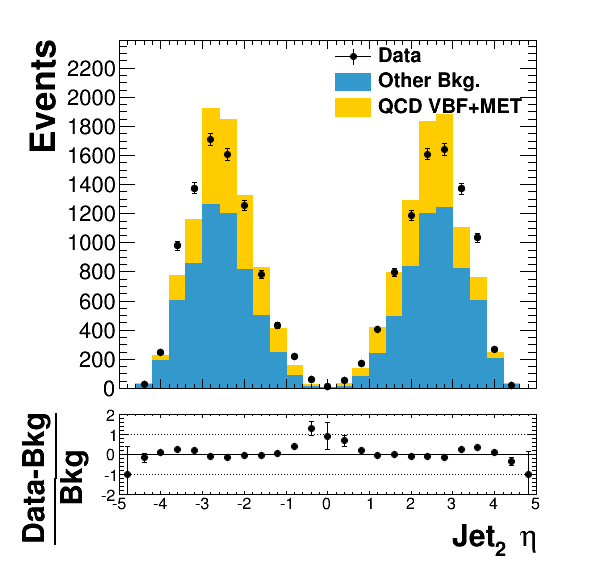 Events
2200
2000
1800
1600
1400
1200
1000
800
600
400
200
0
Data
Other Bkg.
QCD VBF+MET
Data-Bkg
Bkg
2
1
0
-1
-2
-5 -4 -3 -2 -1 0 1 2 3 4 5
Jet2 η